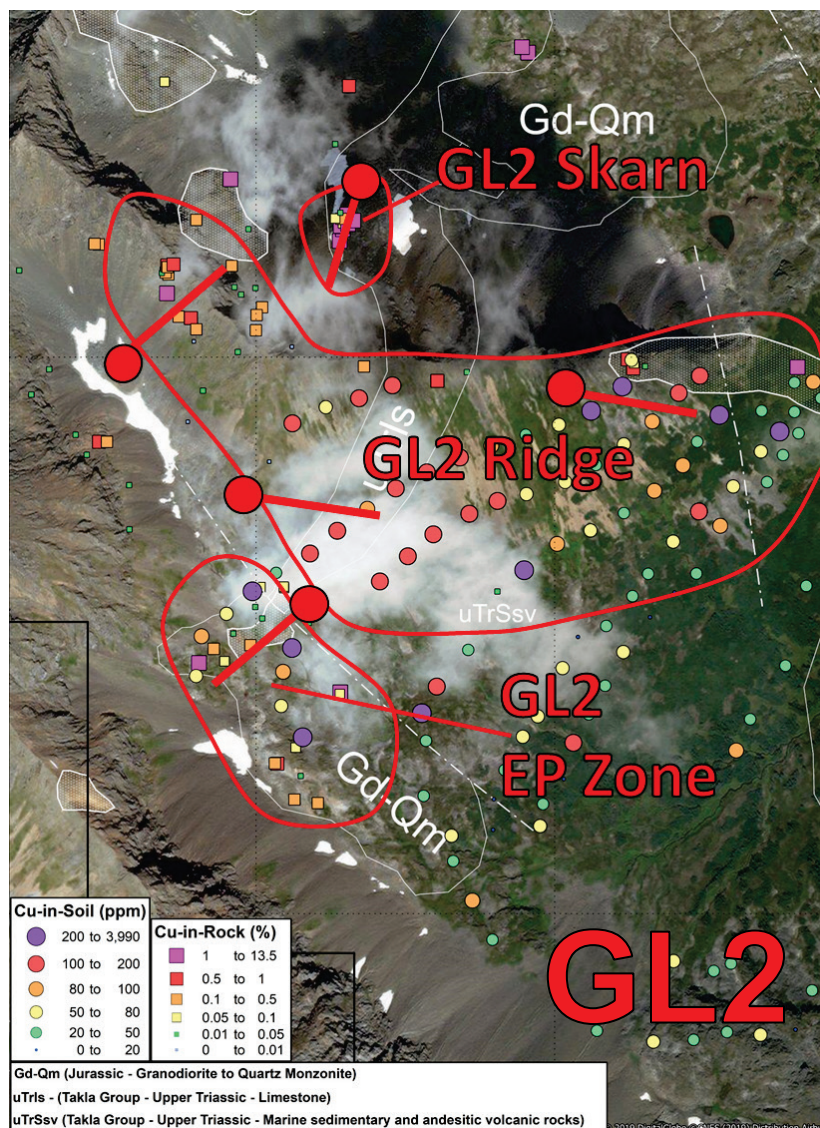 Gd-Qm
GL2 Skarn
uTrls
GL2 Ridge
uTrSsv
GL2
EP Zone
Gd-Qm
GL2
Cu-in-Soil (ppm)
200 to 3,990
100 to 200
80 to 100
50 to 80
20 to 50
0 to 20
Cu-in-Rock (%)
1 to 13.5
0.5 to 1
0.1 to 0.5
0.05 to 0.1
0.01 to 0.05
0 to 0.01
Gd-Qm (Jurassic - Granodiorite to Quartz Monzonite)
uTrls - (Takla Group - Upper Triassic - Limestone)
uTrSsv (Takla Group - Upper Triassic - Marine sedimentary and andesitic volcanic rocks)